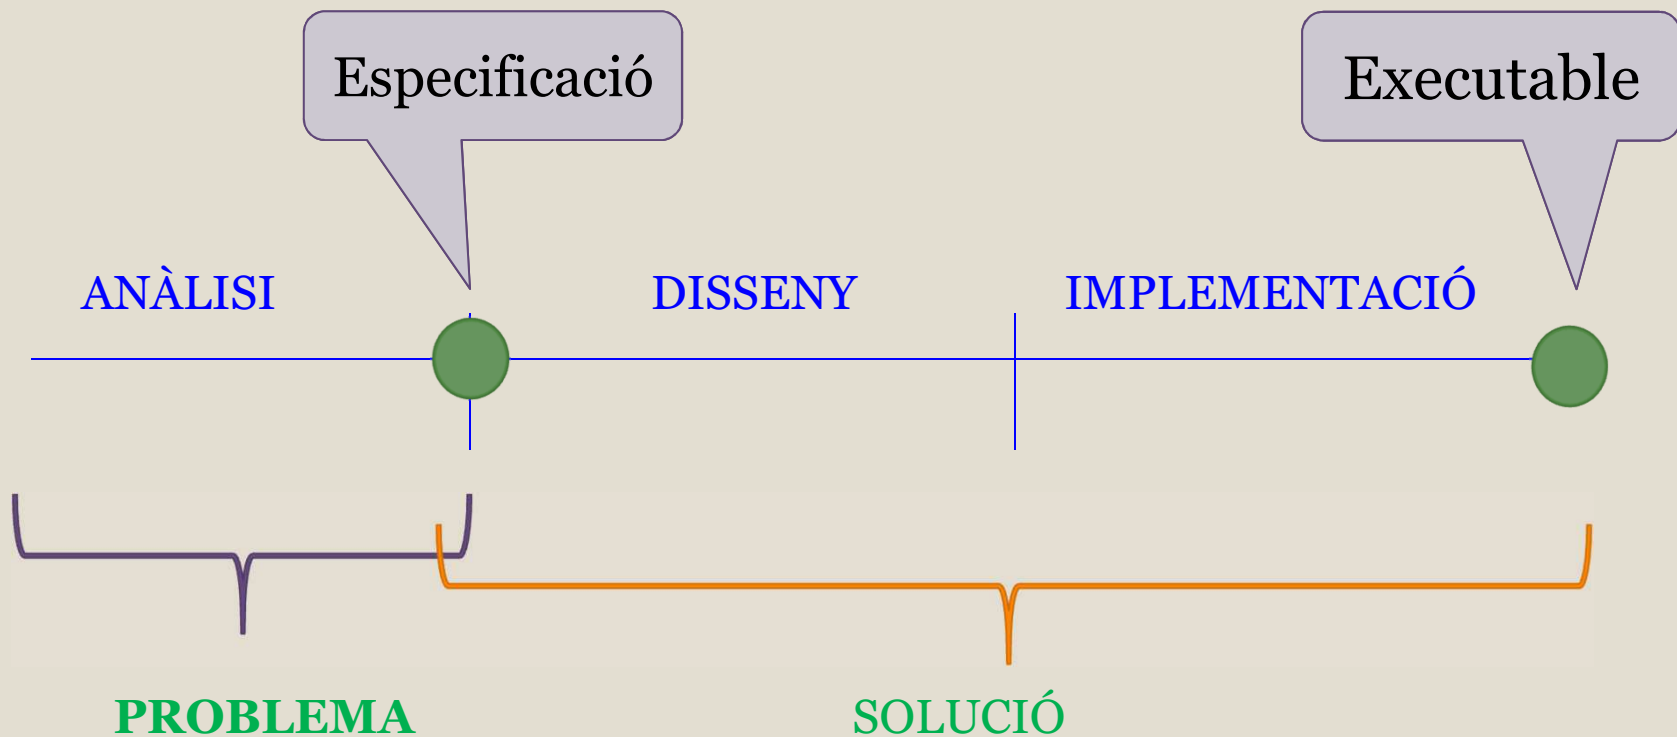 Especificació
Executable
ANÀLISI
DISSENY
IMPLEMENTACIÓ
PROBLEMA
SOLUCIÓ